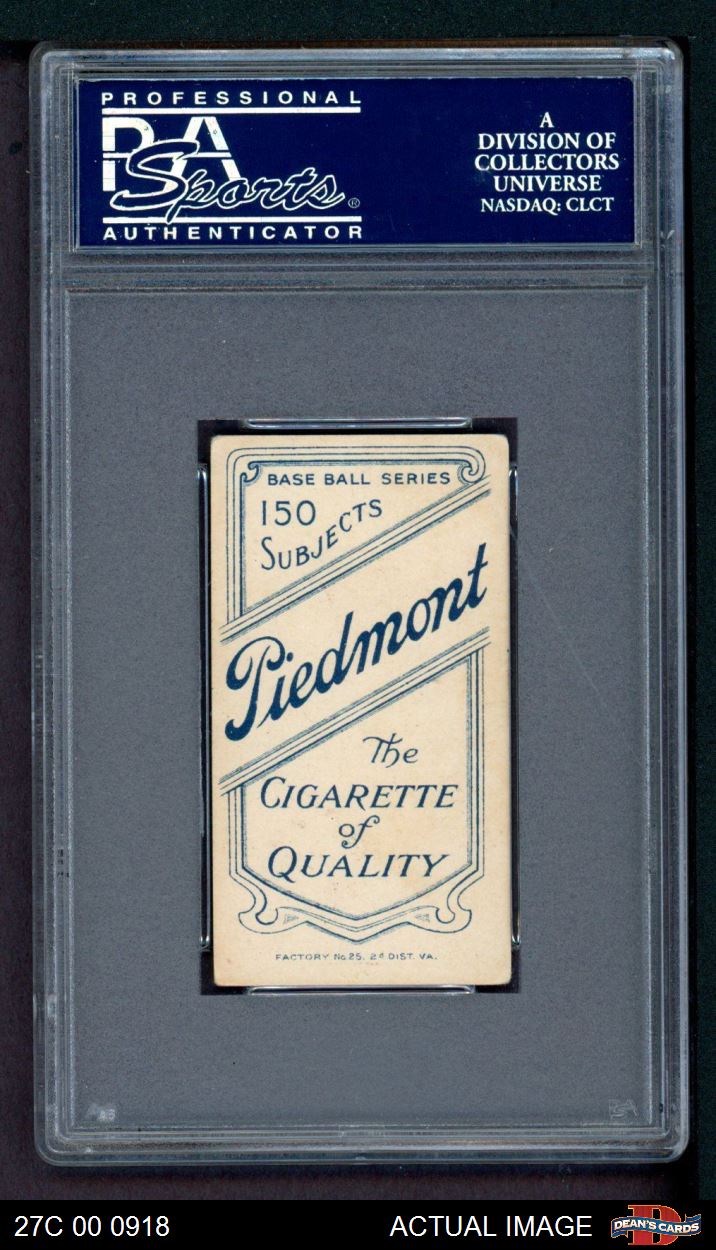 PROFESSIONAL
PSA
Sports®
AUTHENTICATOR
A
DIVISION OF
COLLECTORS
UNIVERSE
NASDAQ: CLCT
BASE BALL SERIES
150
SUBJECTS
Piedmont
The
CIGARETTE
of
QUALITY
FACTORY No 25. 2d DIST. VA.
27C 00 0918
ACTUAL IMAGE
D
DEAN'S CARDS